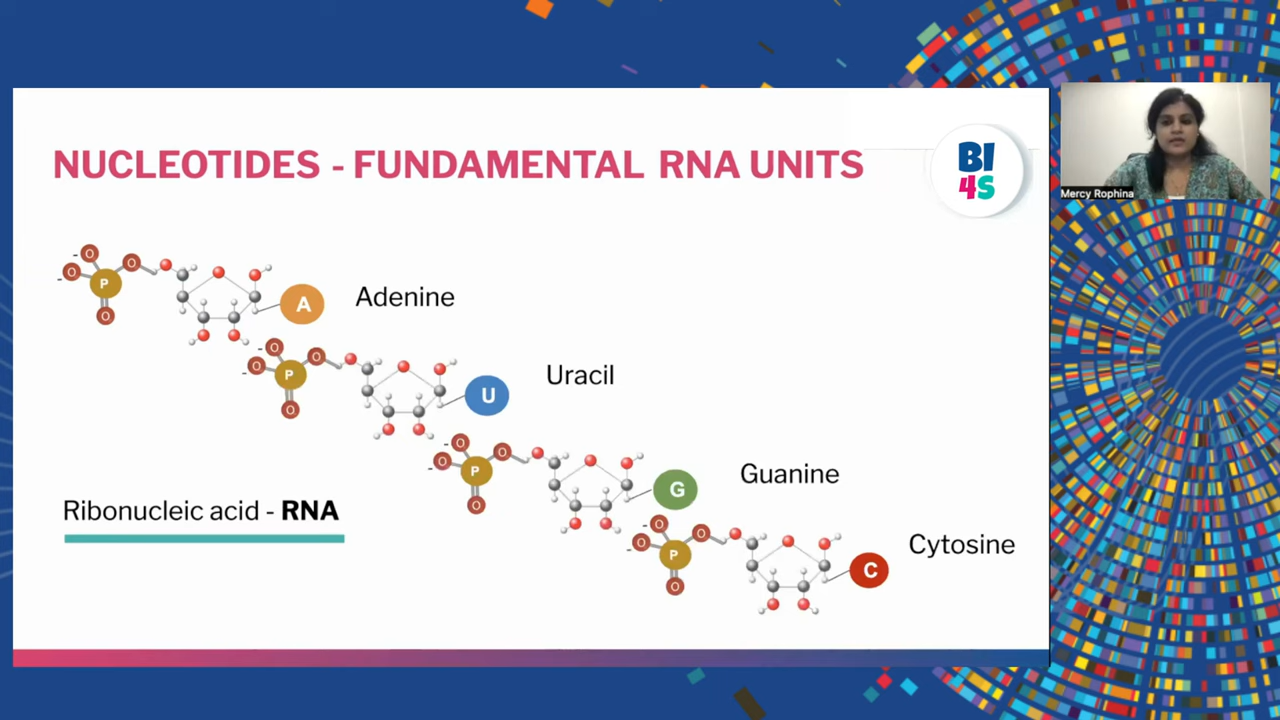 NUCLEOTIDES - FUNDAMENTAL RNA UNITS
BI
4S
Mercy Rophina
- O
- O
O
P
O
A
Adenine
- O
- O
O
P
O
U
Uracil
- O
- O
O
P
O
G
Guanine
- O
- O
O
P
O
C
Cytosine
Ribonucleic acid - RNA